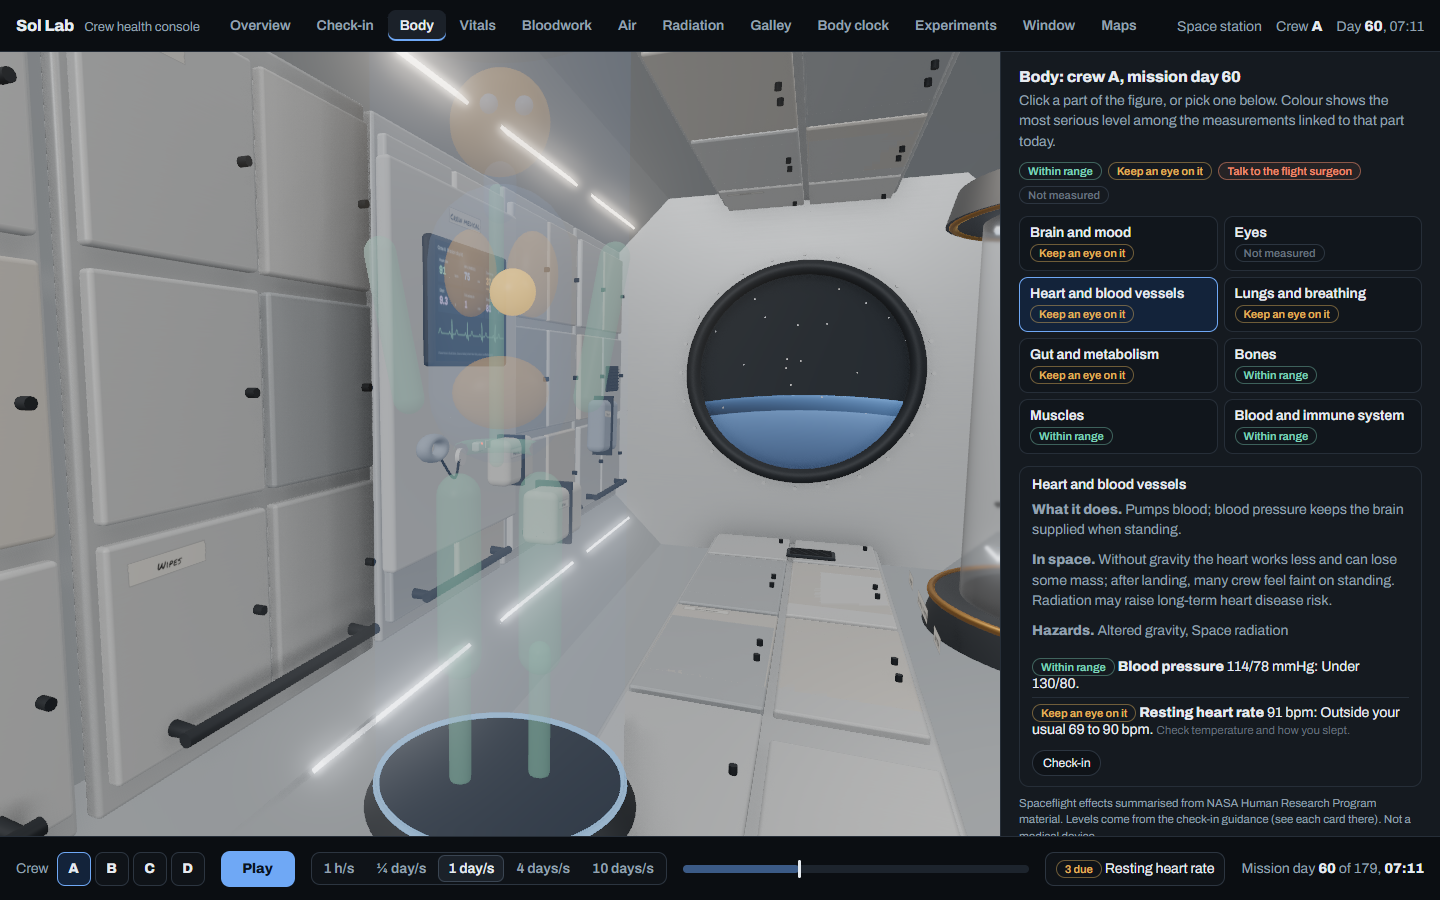 Sol Lab Crew health console Overview Check-in Body Vitals Bloodwork Air Radiation Galley Body clock Experiments Window Maps Space station Crew A Day 60, 07:11
Body: crew A, mission day 60
Click a part of the figure, or pick one below. Colour shows the
most serious level among the measurements linked to that part
today.
Within range Keep an eye on it Talk to the flight surgeon
Not measured
Brain and mood Eyes
Keep an eye on it Not measured
Heart and blood vessels Lungs and breathing
Keep an eye on it Keep an eye on it
Gut and metabolism Bones
Keep an eye on it Within range
Muscles Blood and immune system
Within range Within range
Heart and blood vessels
What it does. Pumps blood; blood pressure keeps the brain
supplied when standing.
In space. Without gravity the heart works less and can lose
some mass; after landing, many crew feel faint on standing.
Radiation may raise long-term heart disease risk.
Hazards. Altered gravity, Space radiation
Within range Blood pressure 114/78 mmHg: Under
130/80.
Keep an eye on it Resting heart rate 91 bpm: Outside your
usual 69 to 90 bpm. Check temperature and how you slept.
Check-in
Spaceflight effects summarised from NASA Human Research Program
material. Levels come from the check-in guidance (see each card there). Not a
medical device.
WIPES
Crew A B C D Play 1 h/s ¼ day/s 1 day/s 4 days/s 10 days/s 3 due Resting heart rate Mission day 60 of 179, 07:11